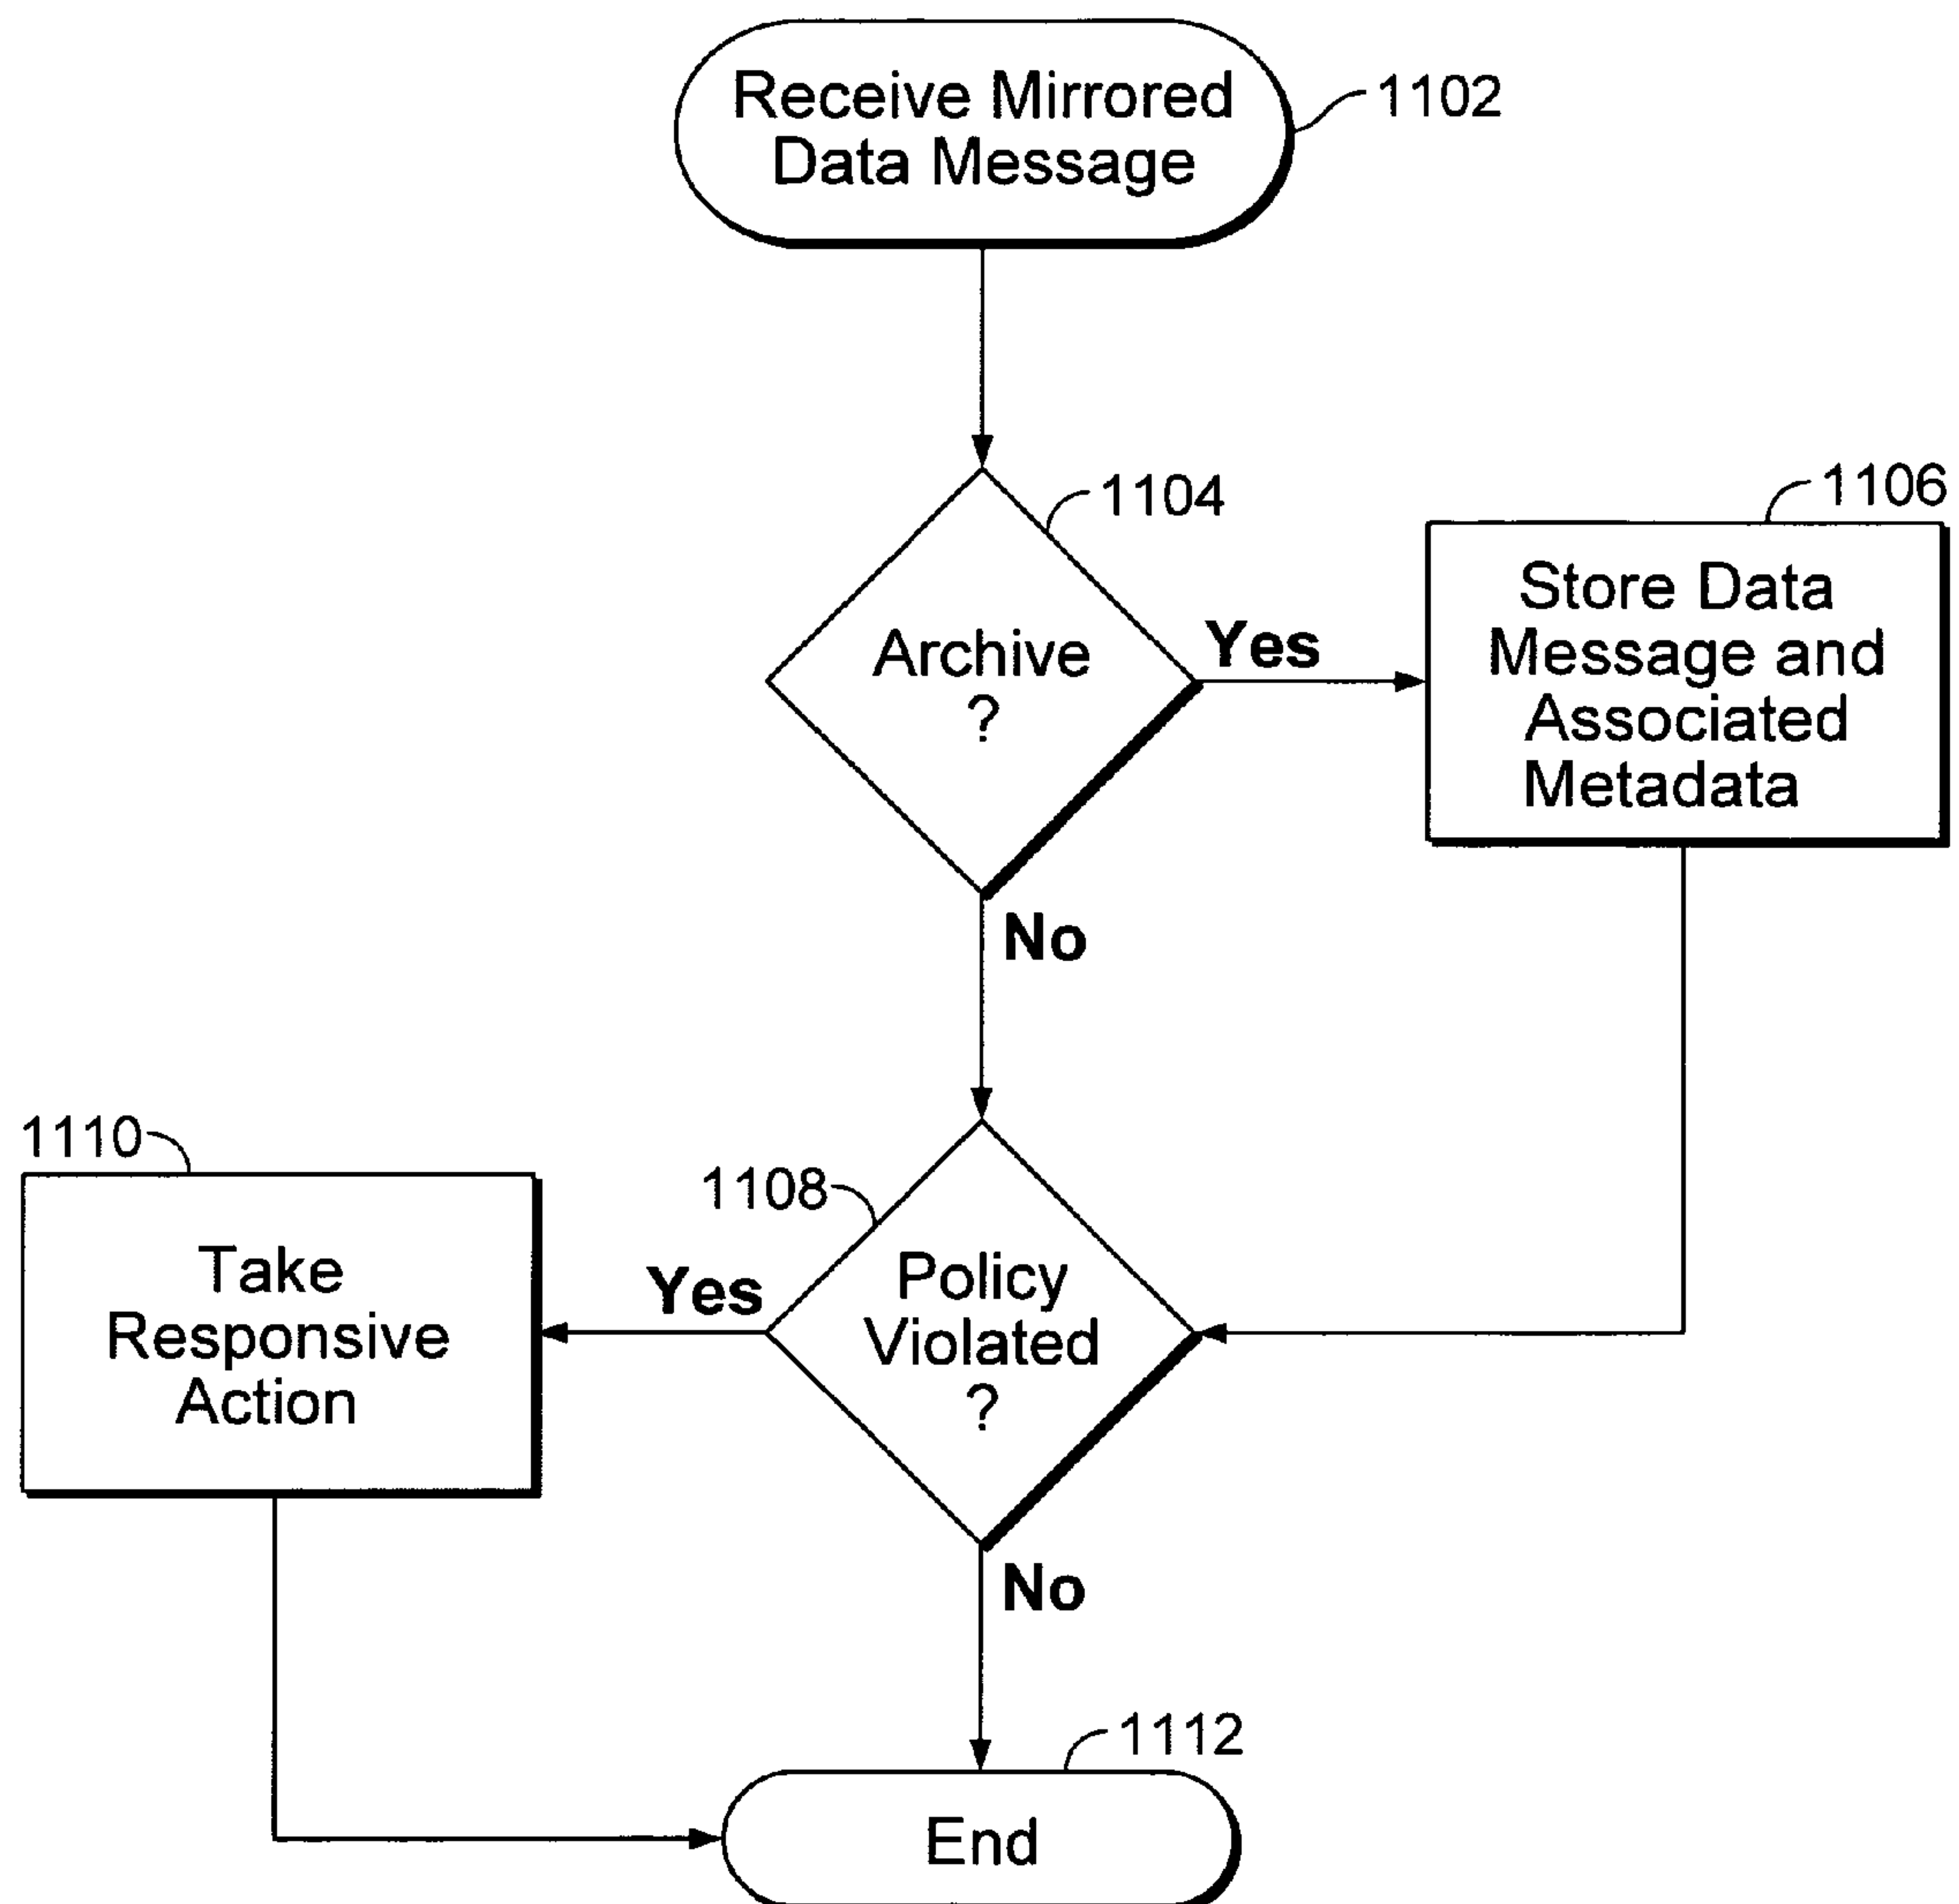 Receive Mirrored
Data Message
1102
1104
Archive
?
Yes
No
1106
Store Data
Message and
Associated
Metadata
1108
Policy
Violated
?
Yes
No
1110
Take
Responsive
Action
1112
End